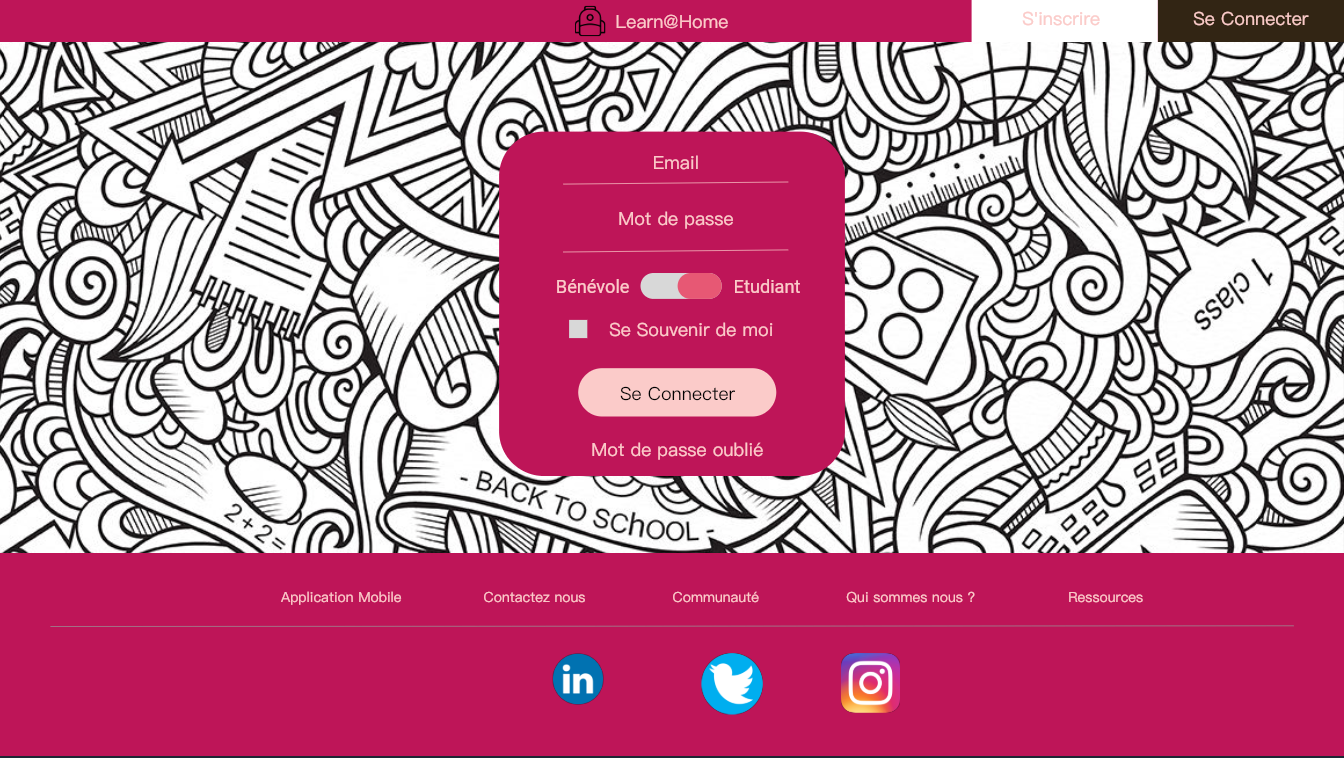 Learn@Home
S'inscrire
Se Connecter
Email
Mot de passe
Bénévole
Etudiant
Se Souvenir de moi
Se Connecter
Mot de passe oublié
1 class
- BACK TO SCHOOL -
2+2=
Application Mobile
Contactez nous
Communauté
Qui sommes nous ?
Ressources
in